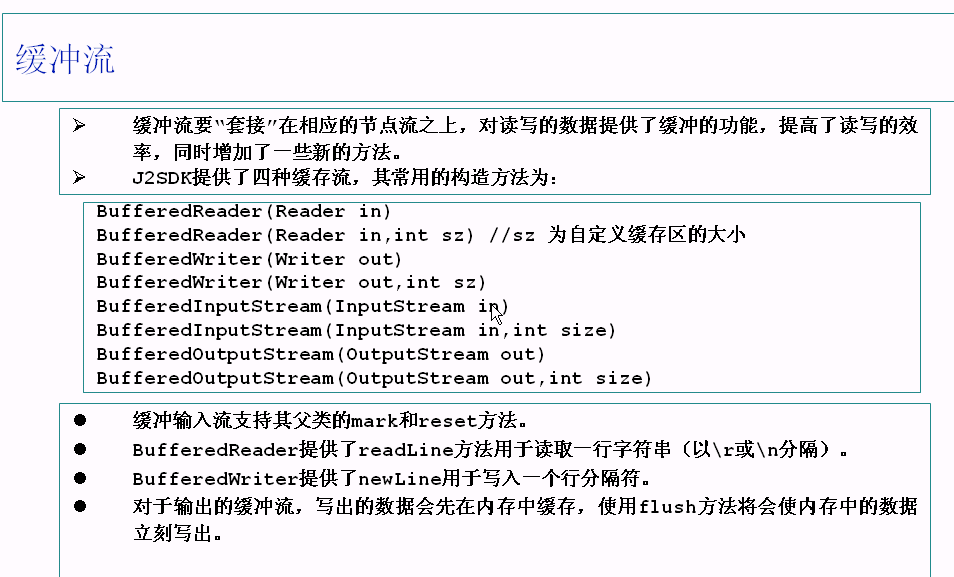 缓冲流
缓冲流要“套接”在相应的节点流之上，对读写的数据提供了缓冲的功能，提高了读写的效
率，同时增加了一些新的方法。
J2SDK提供了四种缓存流，其常用的构造方法为：
BufferedReader(Reader in)
BufferedReader(Reader in,int sz) //sz 为自定义缓存区的大小
BufferedWriter(Writer out)
BufferedWriter(Writer out,int sz)
BufferedInputStream(InputStream in)
BufferedInputStream(InputStream in,int size)
BufferedOutputStream(OutputStream out)
BufferedOutputStream(OutputStream out,int size)
缓冲输入流支持其父类的mark和reset方法。
BufferedReader提供了readLine方法用于读取一行字符串（以\r或\n分隔）。
BufferedWriter提供了newLine用于写入一个行分隔符。
对于输出的缓冲流，写出的数据会先在内存中缓存，使用flush方法将会使内存中的数据
立刻写出。